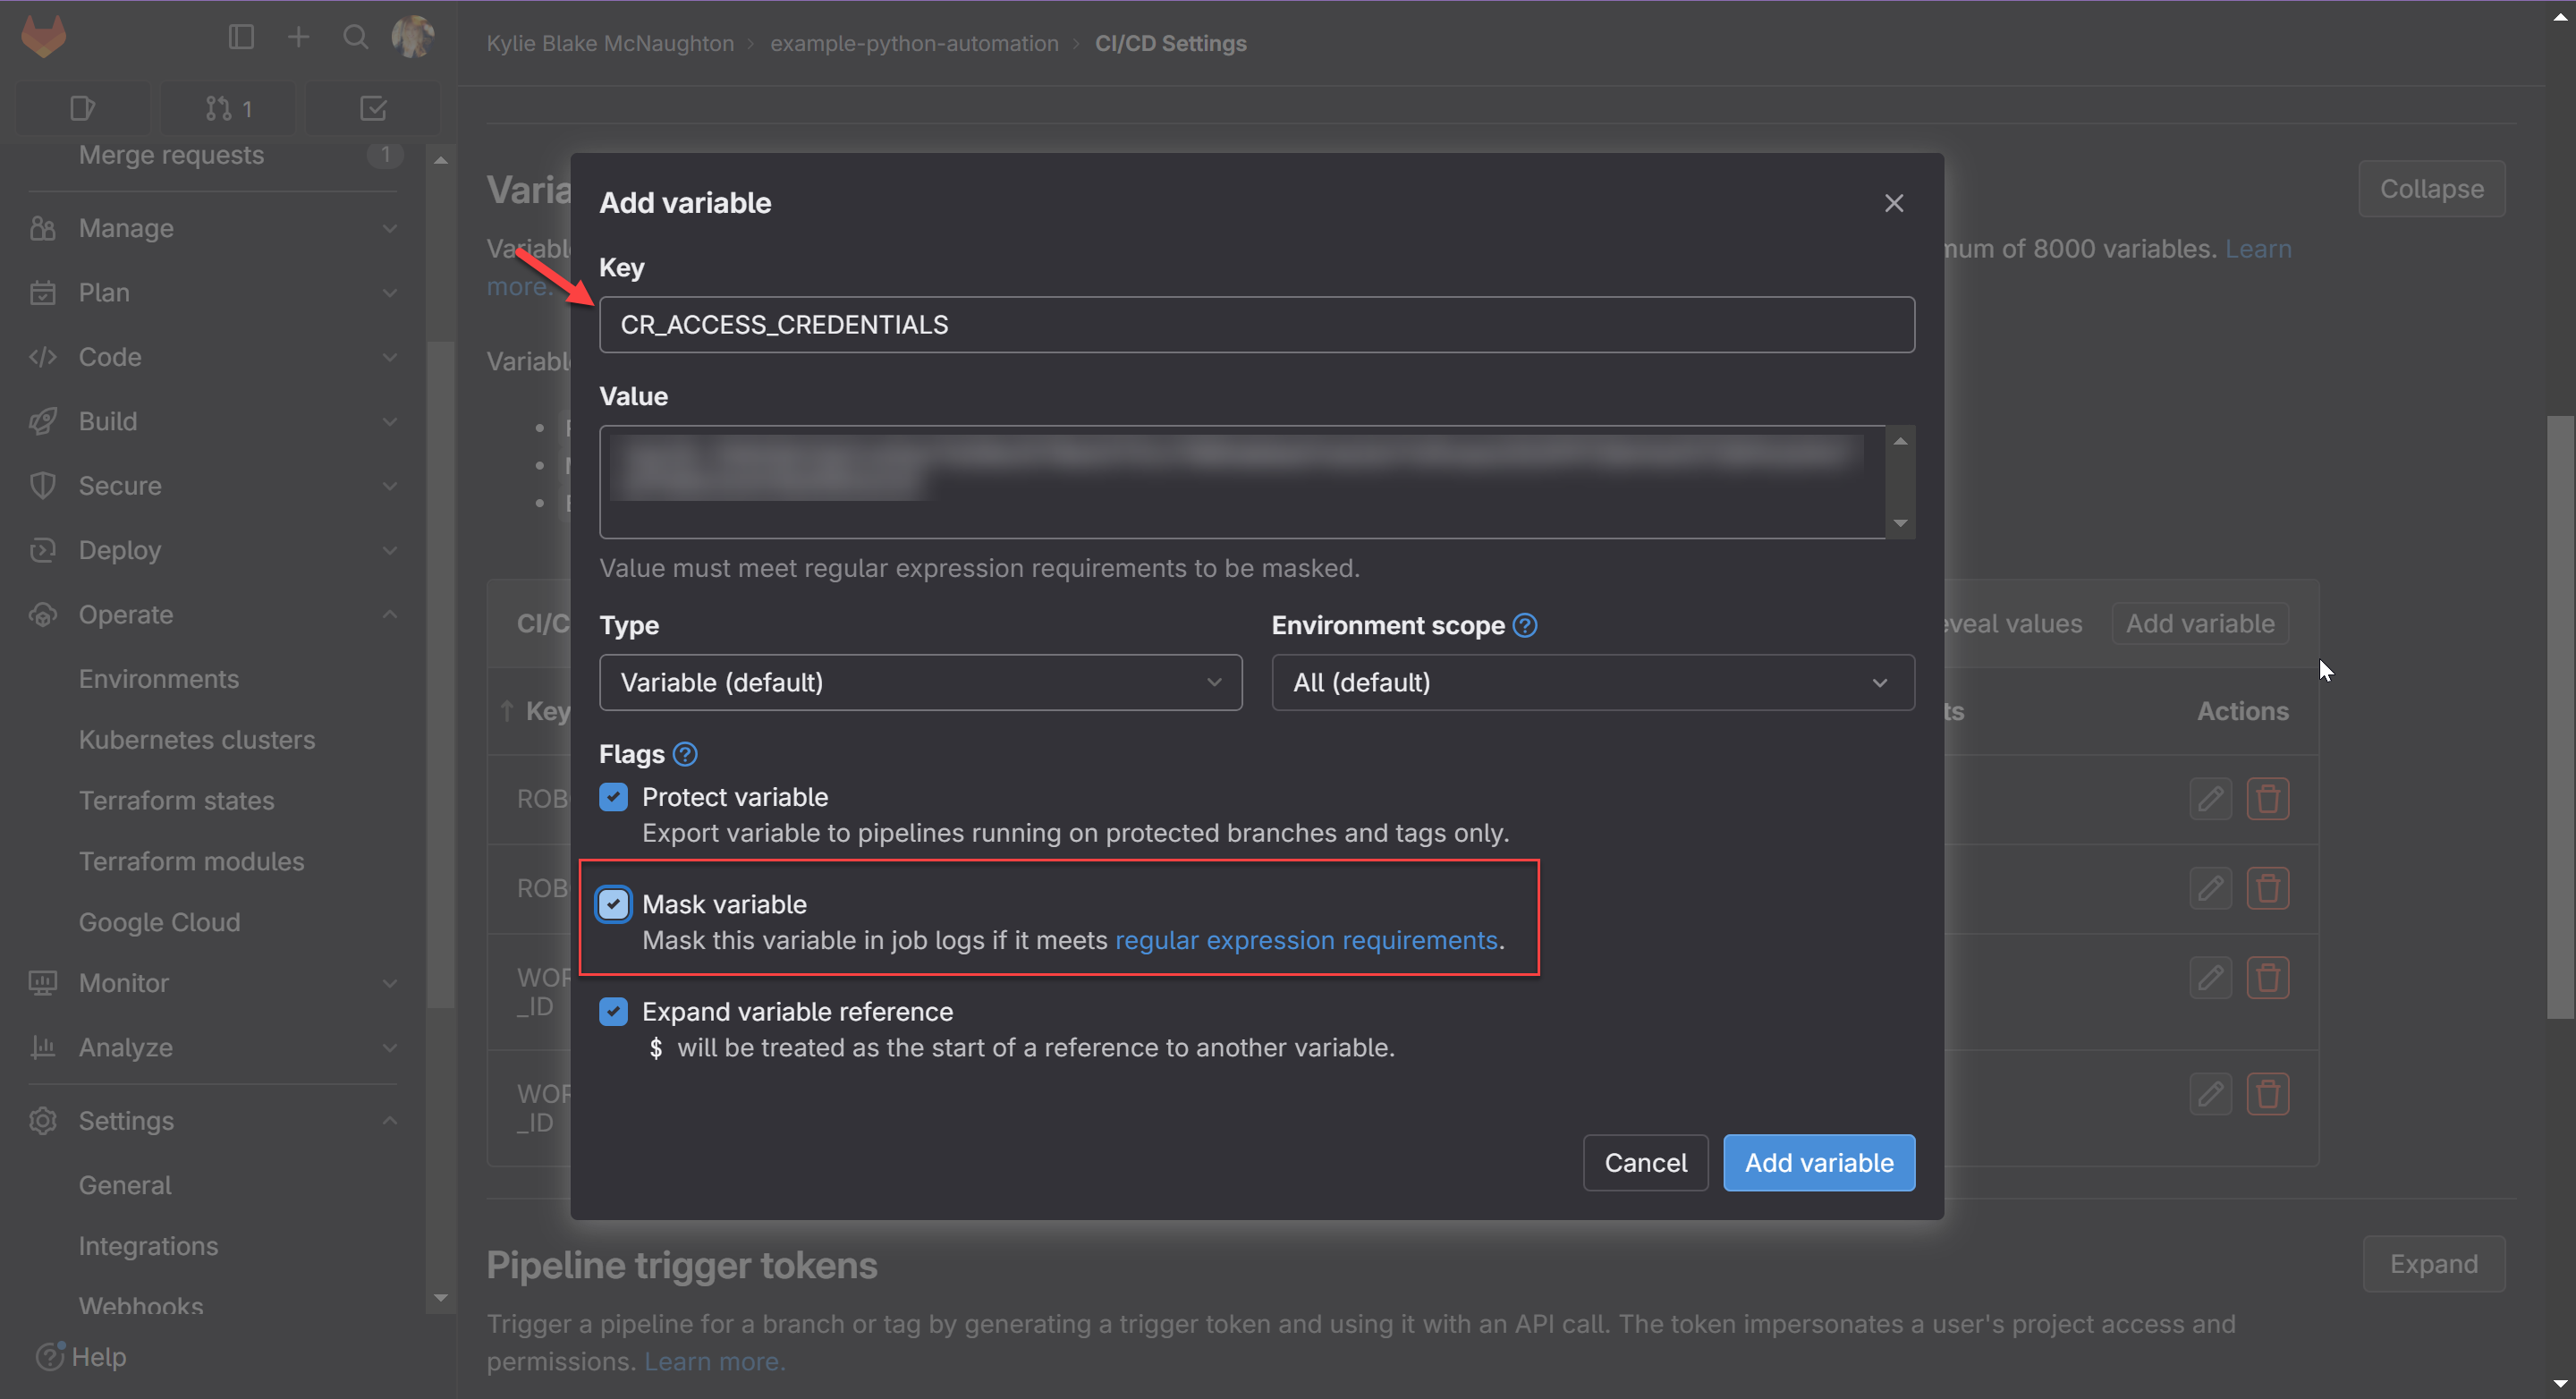 Kylie Blake McNaughton › example-python-automation › CI/CD Settings
1
Merge requests 1
Manage
Plan
Code
Build
Secure
Deploy
Operate
Environments
Kubernetes clusters
Terraform states
Terraform modules
Google Cloud
Monitor
Analyze
Settings
General
Integrations
Webhooks
Help
Collapse
mum of 8000 variables. Learn
more.
Add variable
Key
CR_ACCESS_CREDENTIALS
Value
Value must meet regular expression requirements to be masked.
Type
Variable (default)
Environment scope
All (default)
Flags
Protect variable
Export variable to pipelines running on protected branches and tags only.
Mask variable
Mask this variable in job logs if it meets regular expression requirements.
Expand variable reference
$ will be treated as the start of a reference to another variable.
Cancel
Add variable
CI/C
eveal values
Add variable
↑ Key
ts
Actions
ROB
ROB
WOR
_ID
WOR
_ID
Pipeline trigger tokens
Expand
Trigger a pipeline for a branch or tag by generating a trigger token and using it with an API call. The token impersonates a user's project access and
permissions. Learn more.